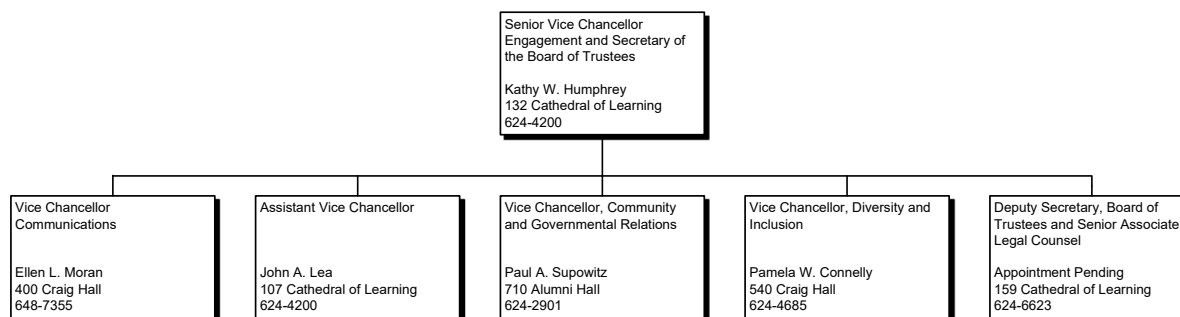 Senior Vice Chancellor
Engagement and Secretary of
the Board of Trustees
Kathy W. Humphrey
132 Cathedral of Learning
624-4200
Vice Chancellor
Communications
Ellen L. Moran
400 Craig Hall
648-7355
Assistant Vice Chancellor
John A. Lea
107 Cathedral of Learning
624-4200
Vice Chancellor, Community
and Governmental Relations
Paul A. Supowitz
710 Alumni Hall
624-2901
Vice Chancellor, Diversity and
Inclusion
Pamela W. Connelly
540 Craig Hall
624-4685
Deputy Secretary, Board of
Trustees and Senior Associate
Legal Counsel
Appointment Pending
159 Cathedral of Learning
624-6623